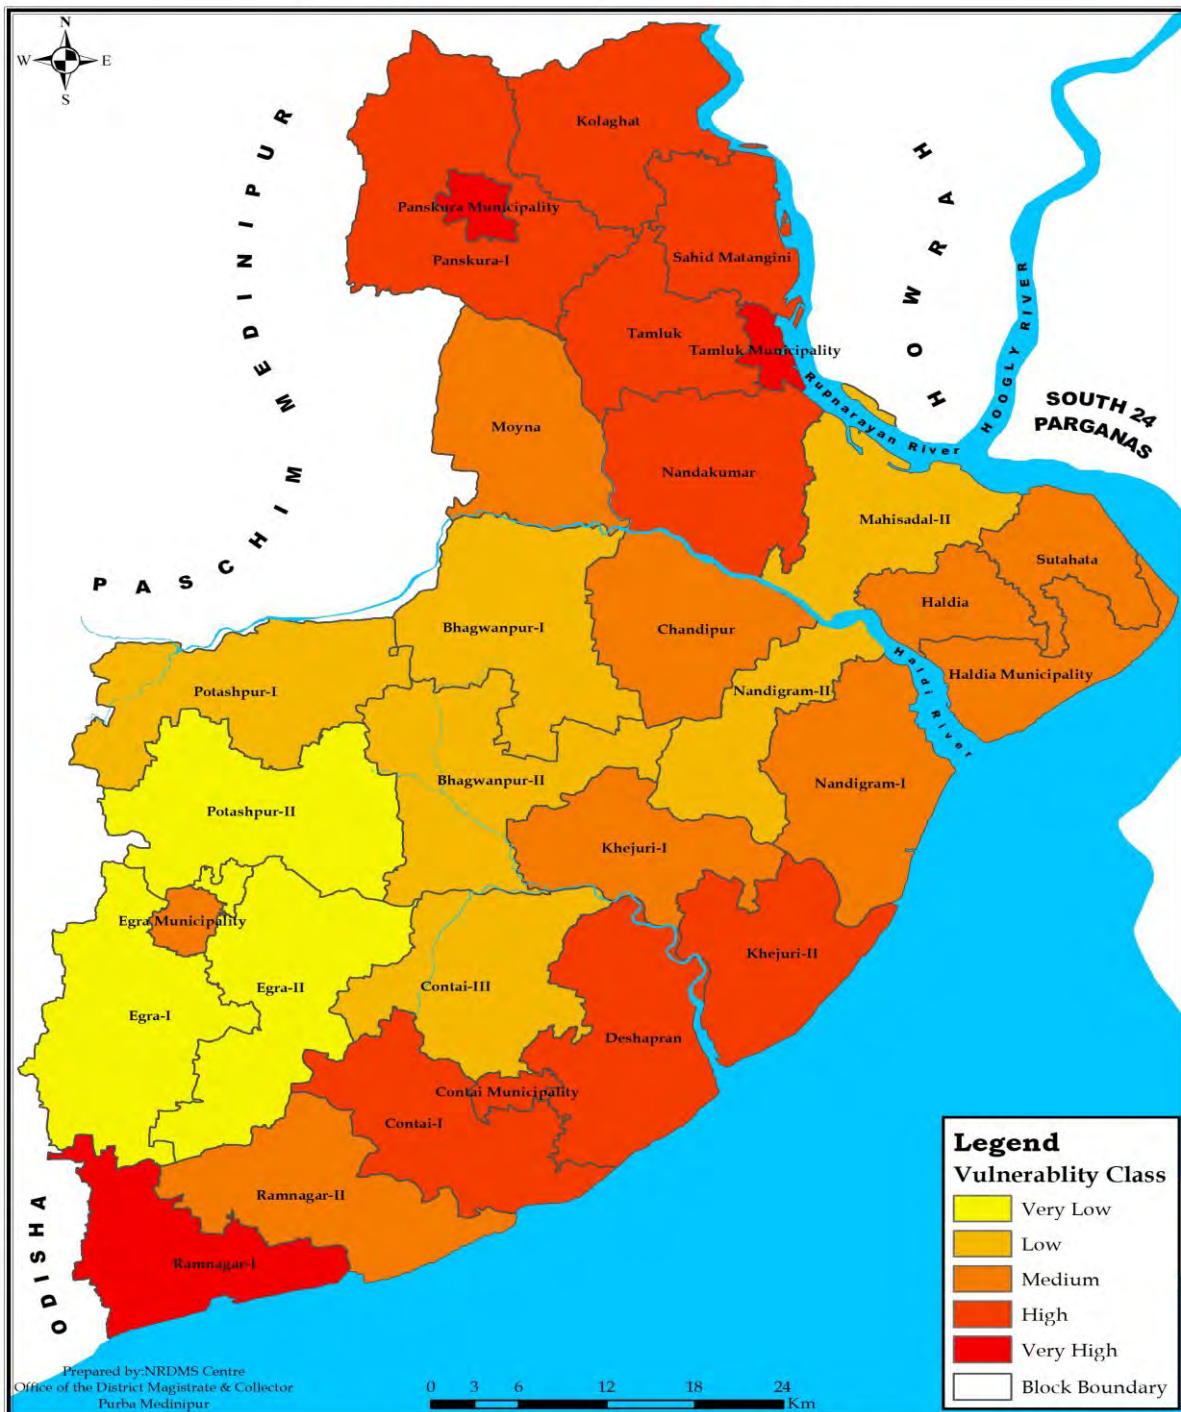 N
W E
S
PASCHIM MEDINIPUR
HOWRAH
HOOGLY RIVER
SOUTH 24
PARGANAS
Kolaghat
Panskura Municipality
Panskura-I
Sahid Matangini
Tamluk
Tamluk Municipality
Rupnarayan River
Moyna
Nandakumar
Mahisadal-II
Sutahata
Haldia
Haldia Municipality
Bhagwanpur-I
Chandipur
Haldi River
Potashpur-I
Nandigram-II
Bhagwanpur-II
Nandigram-I
Potashpur-II
Khejuri-I
Egra Municipality
Khejuri-II
Egra-II
Contai-III
Egra-I
Deshapran
Contai Municipality
Contai-I
Ramnagar-II
Ramnagar-I
ODISHA
Legend
Vulnerablity Class
Very Low
Low
Medium
High
Very High
Block Boundary
Prepared by:NRDMS Centre
Office of the District Magistrate & Collector
Purba Medinipur
0 3 6 12 18 24
Km